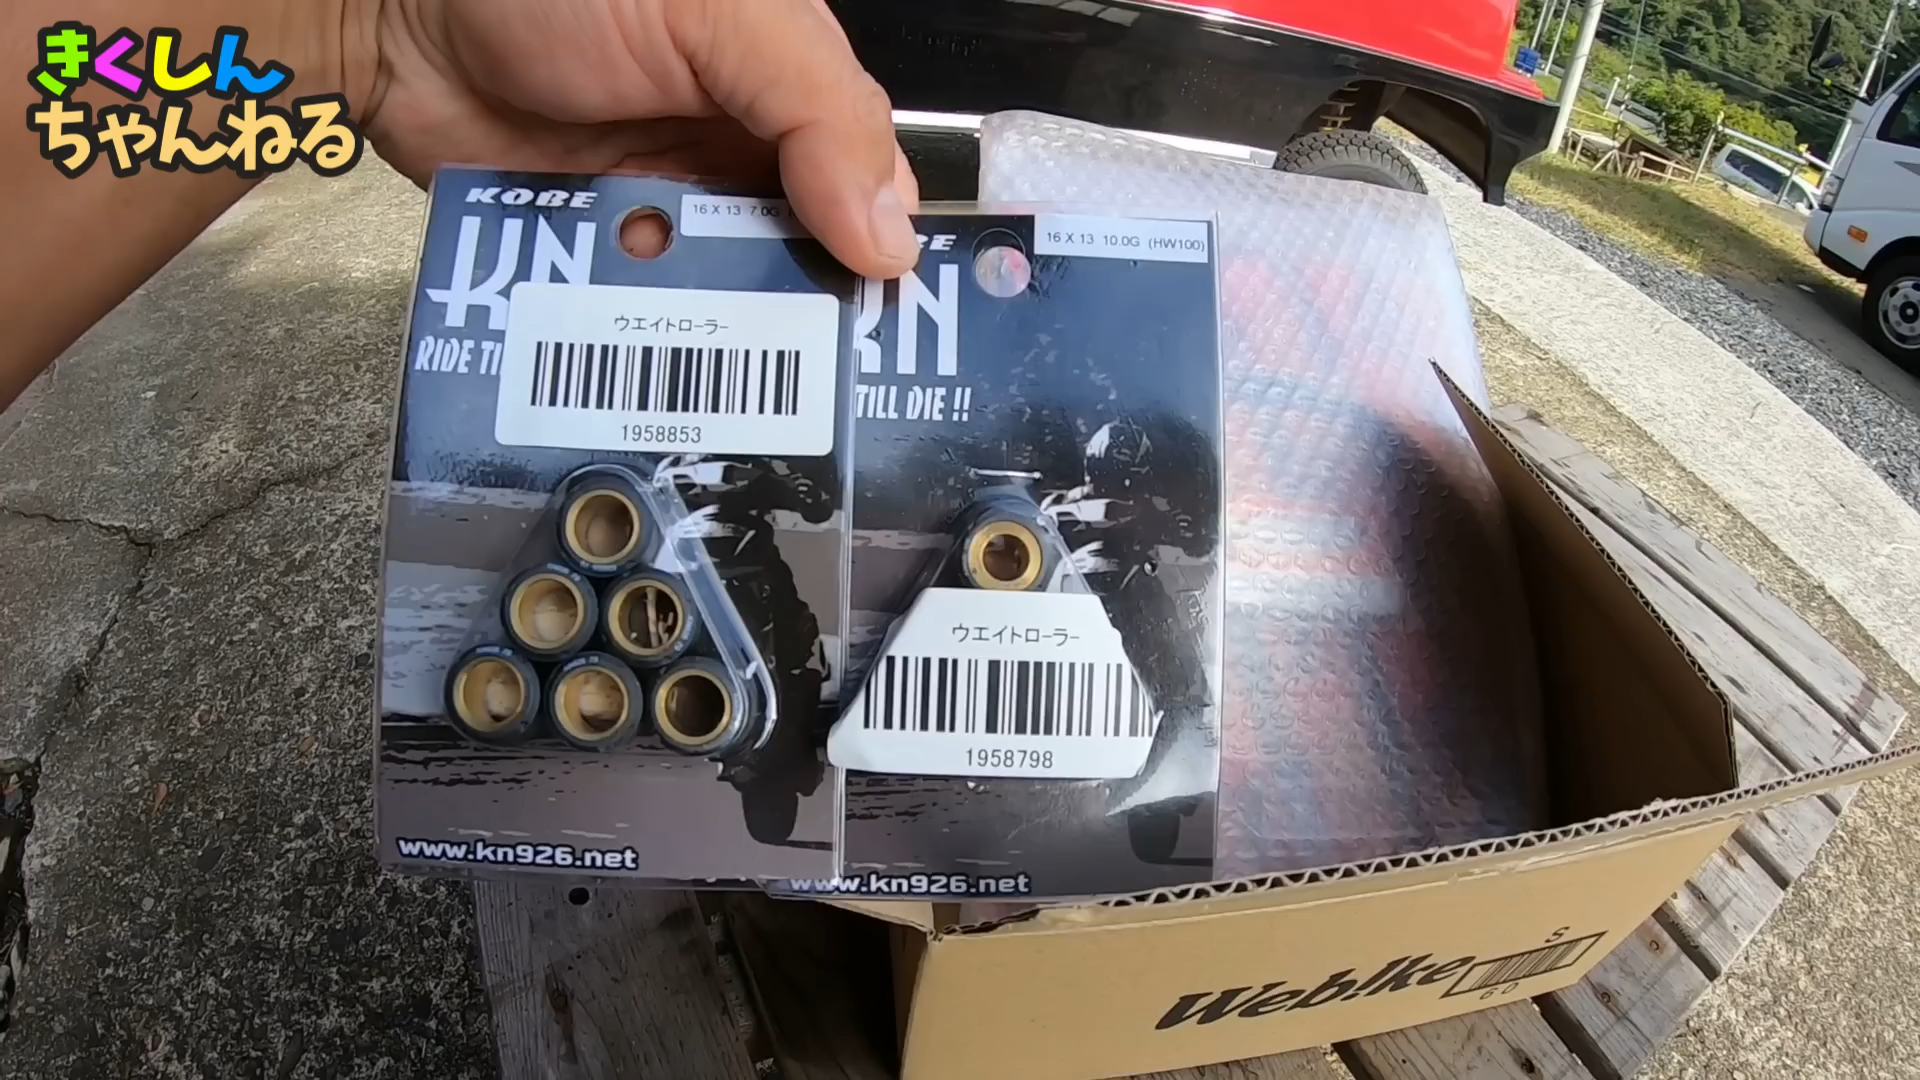 きくしん
ちゃんねる
KOBE
16 X 13 7.0G
KN
RIDE
ウエイトローラー
1958853
www.kn926.net
16 X 13 10.0G (HW100)
TILL DIE !!
ウエイトローラー
1958798
www.kn926.net
Webike
S
60